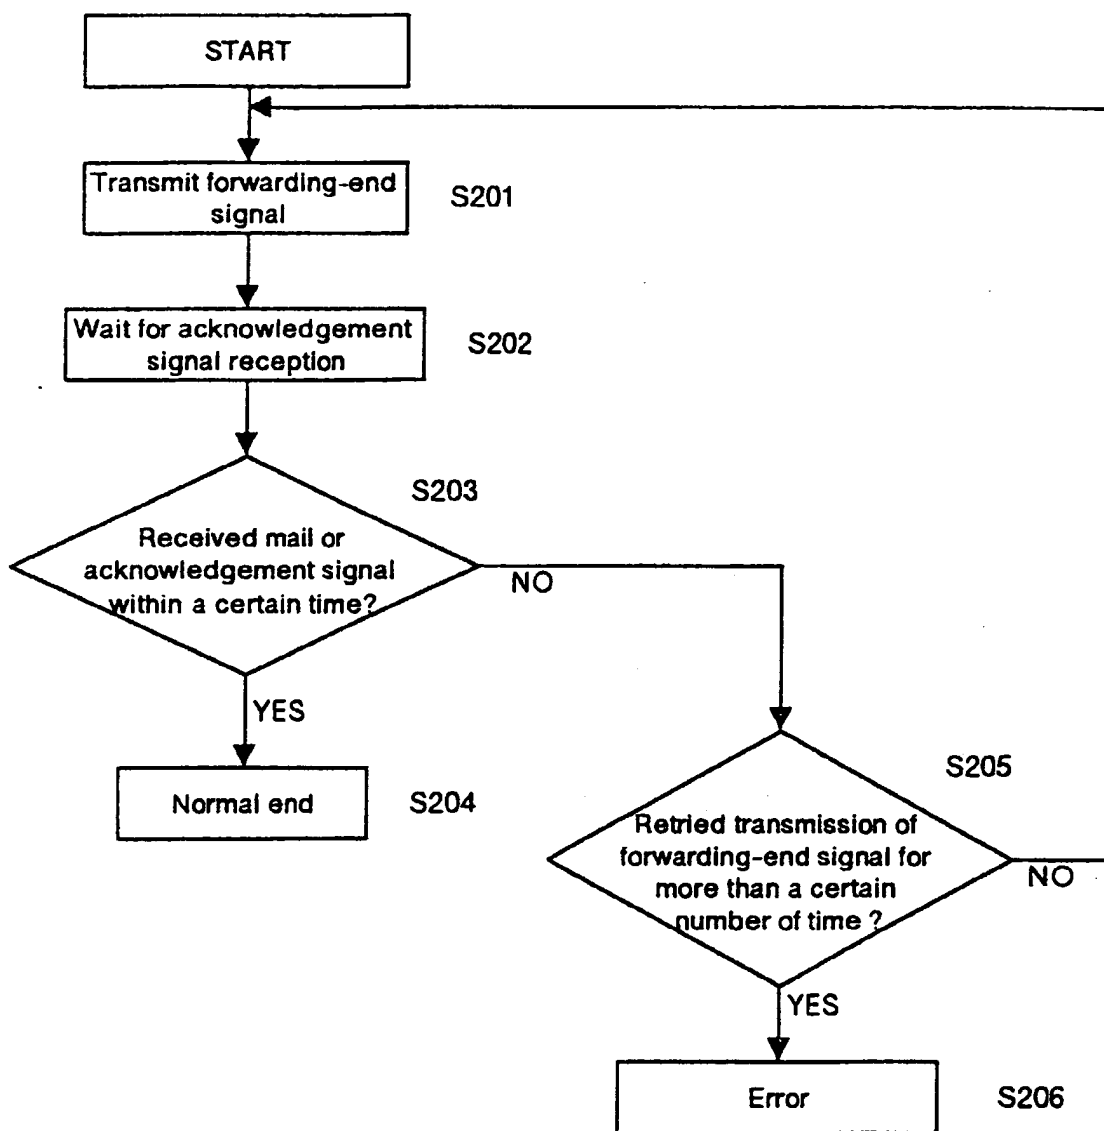 START
Transmit forwarding-end
signal
S201
Wait for acknowledgement
signal reception
S202
S203
Received mail or
acknowledgement signal
within a certain time?
NO
YES
Normal end
S204
S205
Retried transmission of
forwarding-end signal for
more than a certain
number of time ?
NO
YES
Error
S206